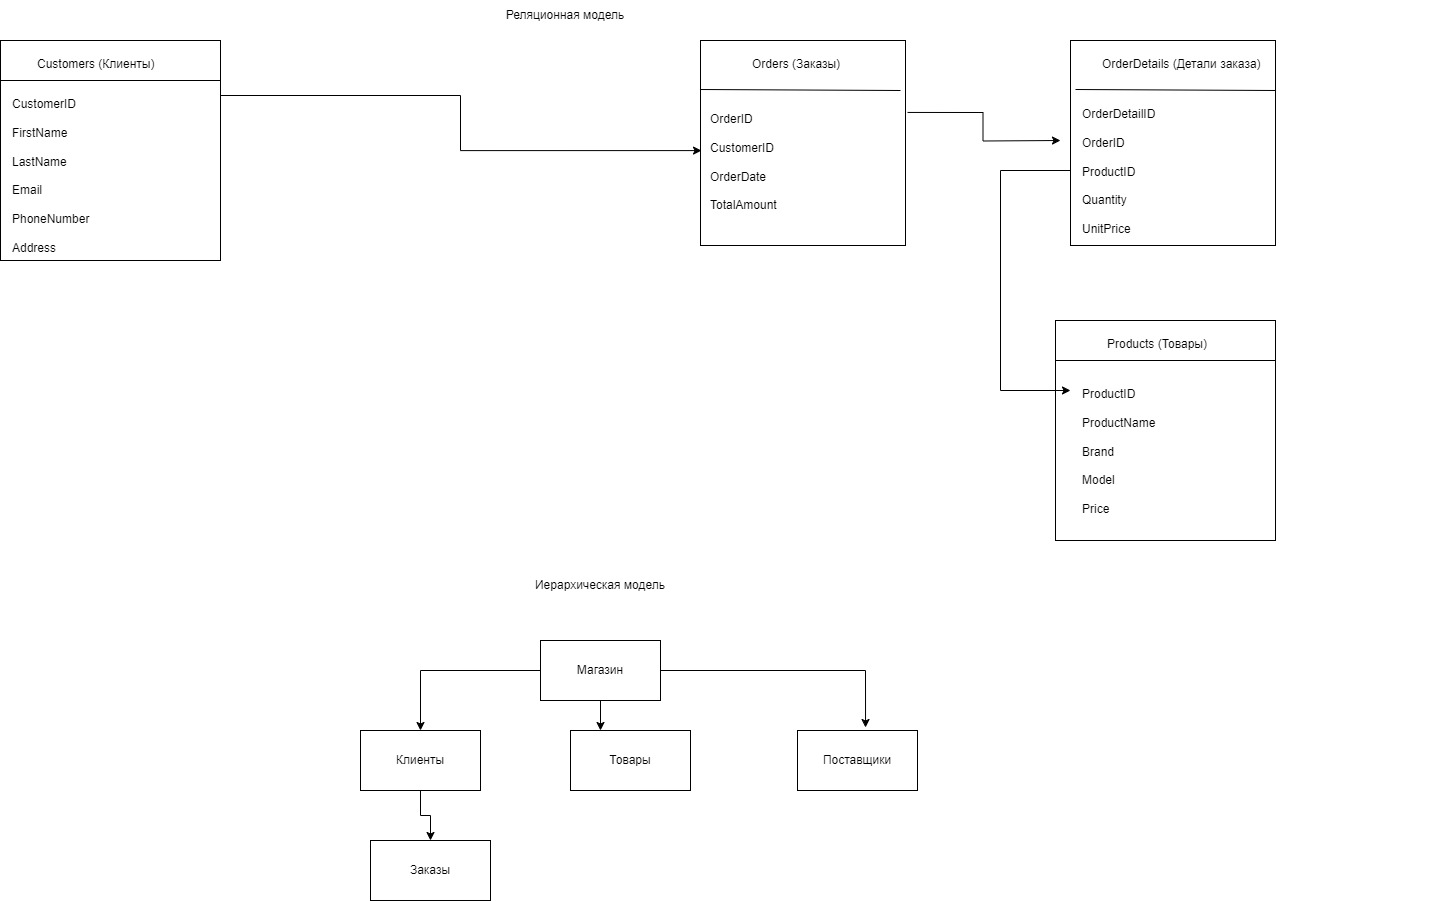 Реляционная модель
Customers (Клиенты)
CustomerID
FirstName
LastName
Email
PhoneNumber
Address
Orders (Заказы)
OrderID
CustomerID
OrderDate
TotalAmount
OrderDetails (Детали заказа)
OrderDetailID
OrderID
ProductID
Quantity
UnitPrice
Products (Товары)
ProductID
ProductName
Brand
Model
Price
Иерархическая модель
Магазин
Клиенты
Товары
Поставщики
Заказы